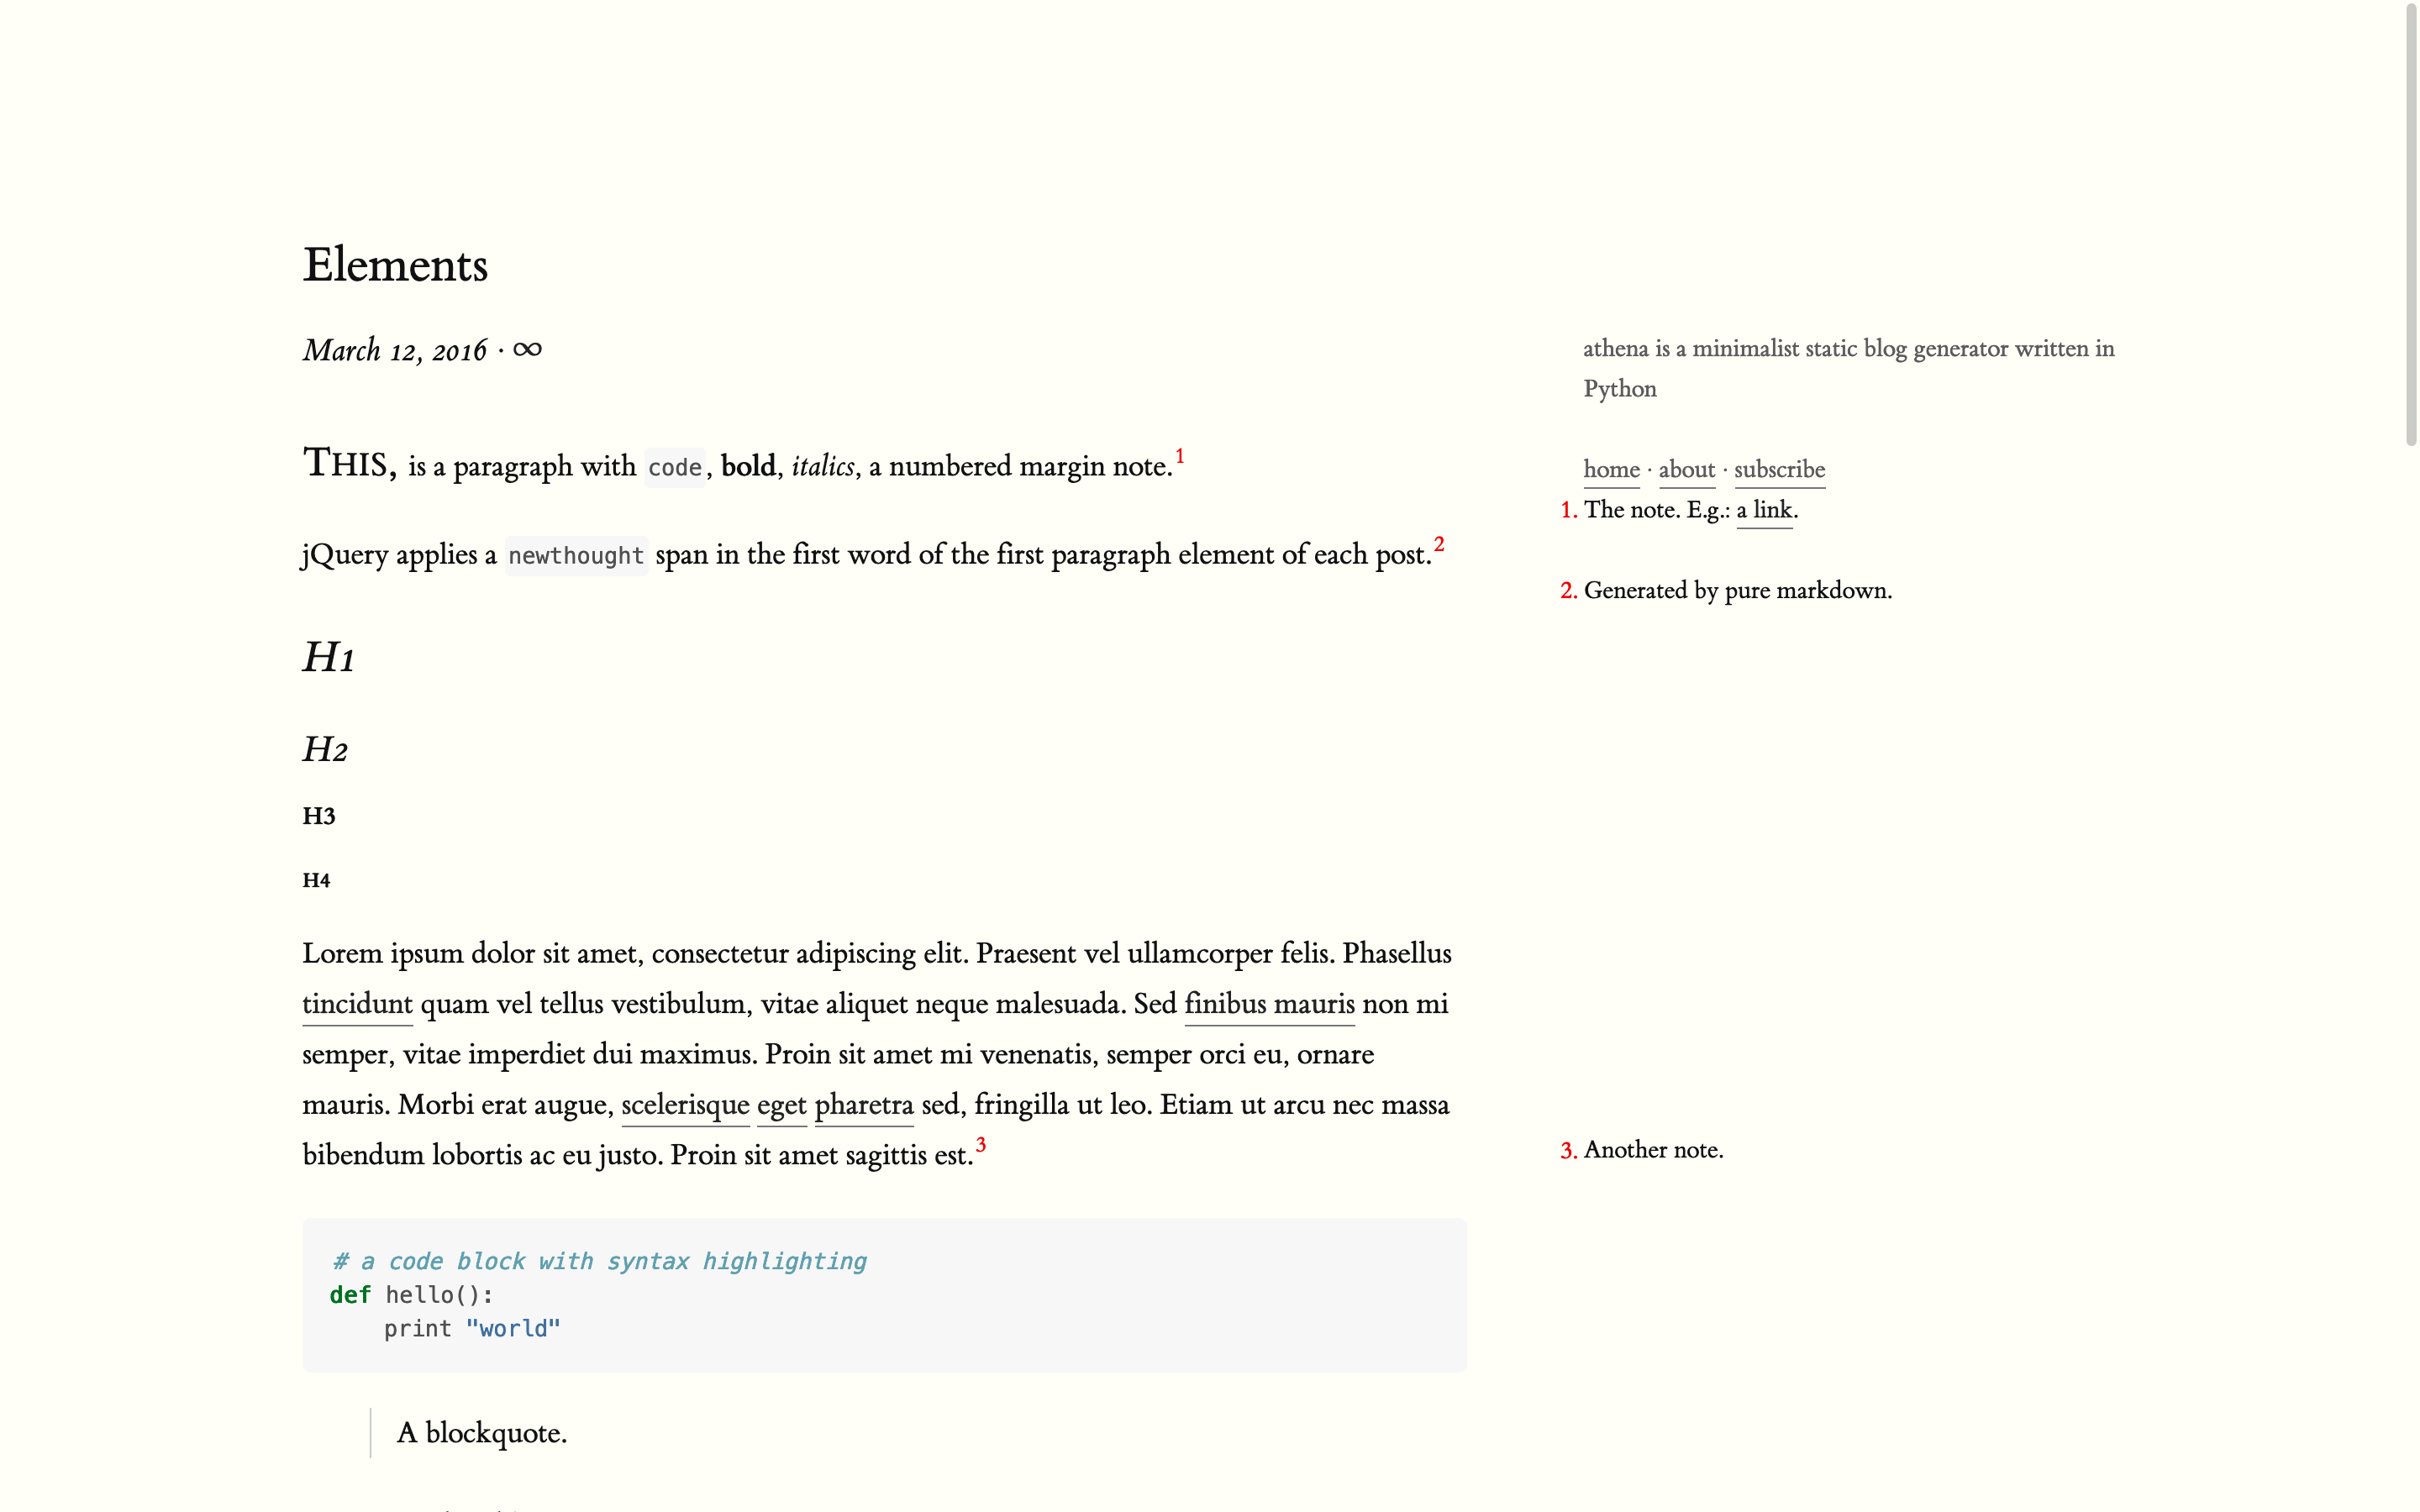 Elements
March 12, 2016 · ∞
athena is a minimalist static blog generator written in
Python
home · about · subscribe
THIS, is a paragraph with code, bold, italics, a numbered margin note.1
1. The note. E.g.: a link.
jQuery applies a newthought span in the first word of the first paragraph element of each post.2
2. Generated by pure markdown.
H1
H2
H3
H4
Lorem ipsum dolor sit amet, consectetur adipiscing elit. Praesent vel ullamcorper felis. Phasellus
tincidunt quam vel tellus vestibulum, vitae aliquet neque malesuada. Sed finibus mauris non mi
semper, vitae imperdiet dui maximus. Proin sit amet mi venenatis, semper orci eu, ornare
mauris. Morbi erat augue, scelerisque eget pharetra sed, fringilla ut leo. Etiam ut arcu nec massa
bibendum lobortis ac eu justo. Proin sit amet sagittis est.3
3. Another note.
# a code block with syntax highlighting
def hello():
    print "world"
A blockquote.